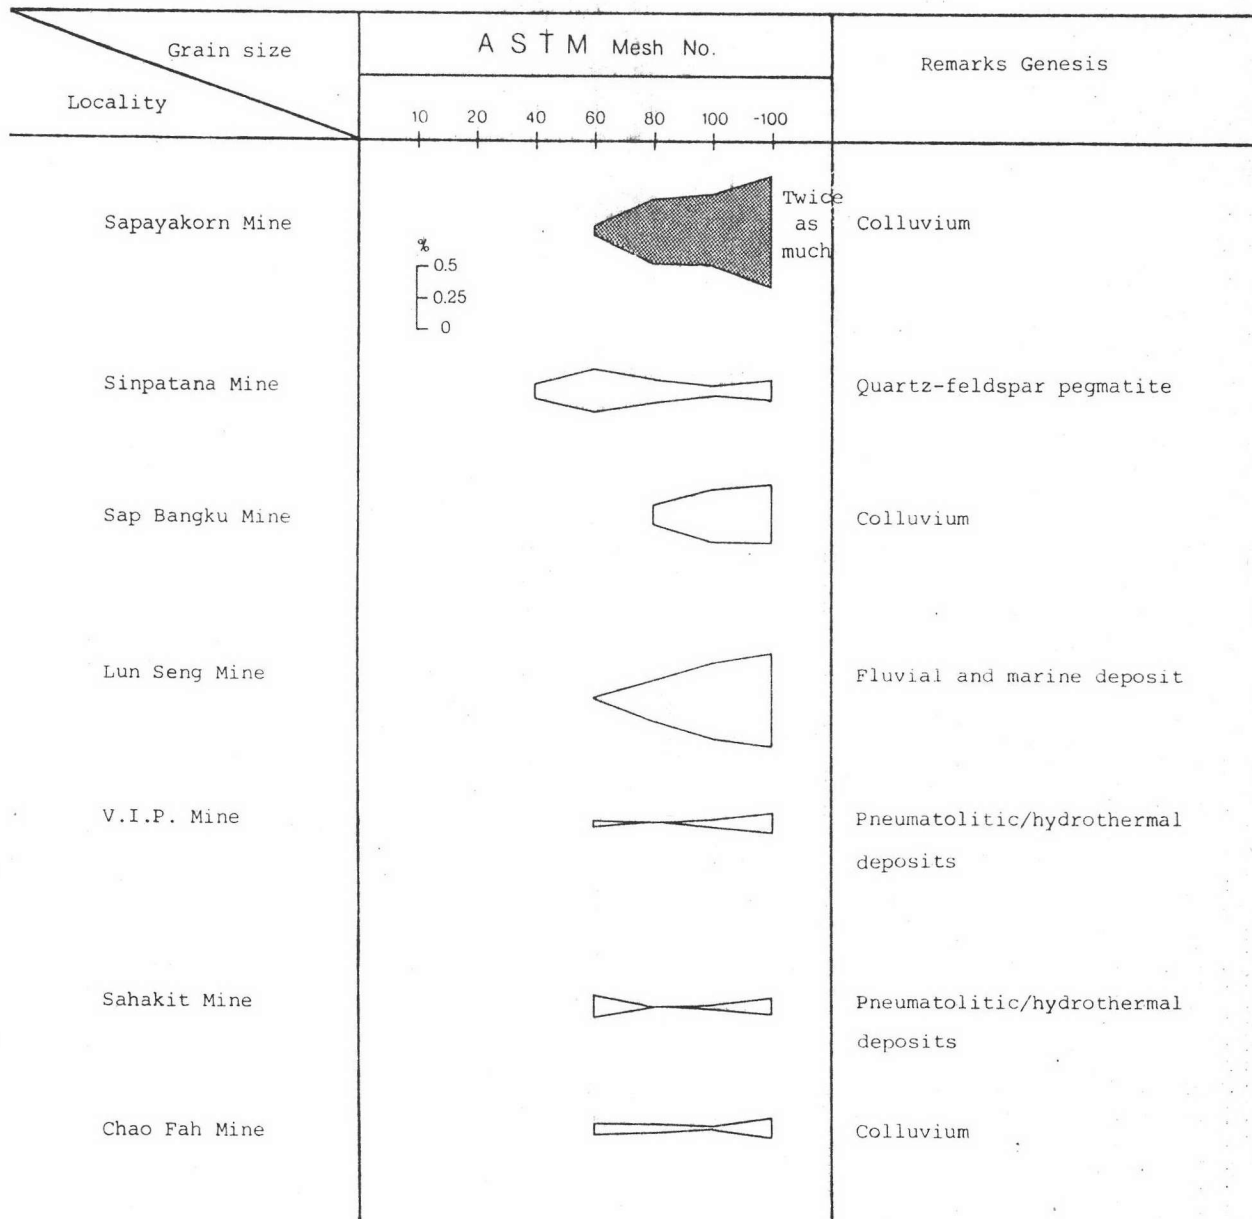 Grain size
Locality
ASTM Mesh No.
10 20 40 60 80 100 -100
Remarks Genesis
Sapayakorn Mine
Twice
as
much
Colluvium
%
0.5
0.25
0
Sinpatana Mine
Quartz-feldspar pegmatite
Sap Bangku Mine
Colluvium
Lun Seng Mine
Fluvial and marine deposit
V.I.P. Mine
Pneumatolitic/hydrothermal
deposits
Sahakit Mine
Pneumatolitic/hydrothermal
deposits
Chao Fah Mine
Colluvium